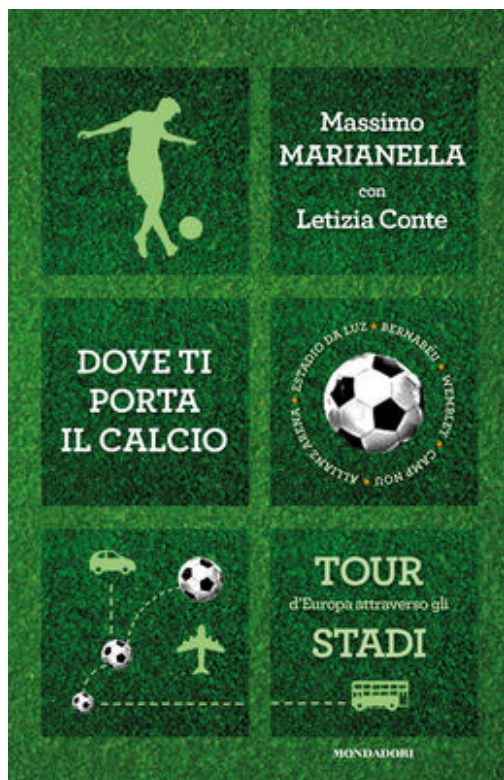 Massimo
MARIANELLA
con
Letizia Conte
DOVE TI
PORTA
IL CALCIO
ESTADIO DA LUZ ★ BERNABÉU ★ WEMBLEY ★ CAMP NOU ★ ALLIANZ ARENA ★
TOUR
d'Europa attraverso gli
STADI
MONDADORI